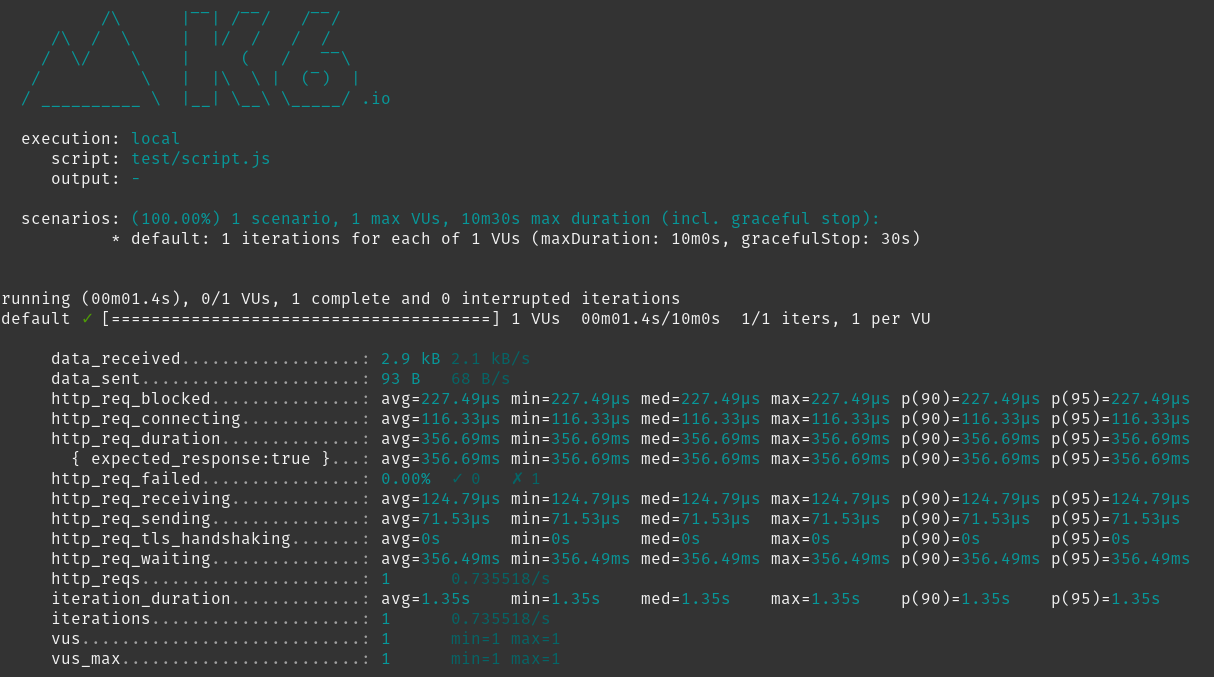 /\      |‾‾| /‾‾/   /‾‾/
     /\  /  \     |  |/  /   /  /
    /  \/    \    |     (   /   ‾‾\
   /          \   |  |\  \ |  (‾)  |
  / __________ \  |__| \__\ \_____/ .io
  execution: local
     script: test/script.js
     output: -
  scenarios: (100.00%) 1 scenario, 1 max VUs, 10m30s max duration (incl. graceful stop):
           * default: 1 iterations for each of 1 VUs (maxDuration: 10m0s, gracefulStop: 30s)
running (00m01.4s), 0/1 VUs, 1 complete and 0 interrupted iterations
default ✓ [======================================] 1 VUs  00m01.4s/10m0s  1/1 iters, 1 per VU
     data_received..................: 2.9 kB 2.1 kB/s
     data_sent......................: 93 B   68 B/s
     http_req_blocked...............: avg=227.49µs min=227.49µs med=227.49µs max=227.49µs p(90)=227.49µs p(95)=227.49µs
     http_req_connecting............: avg=116.33µs min=116.33µs med=116.33µs max=116.33µs p(90)=116.33µs p(95)=116.33µs
     http_req_duration..............: avg=356.69ms min=356.69ms med=356.69ms max=356.69ms p(90)=356.69ms p(95)=356.69ms
       { expected_response:true }...: avg=356.69ms min=356.69ms med=356.69ms max=356.69ms p(90)=356.69ms p(95)=356.69ms
     http_req_failed................: 0.00%  ✓ 0   ✗ 1
     http_req_receiving.............: avg=124.79µs min=124.79µs med=124.79µs max=124.79µs p(90)=124.79µs p(95)=124.79µs
     http_req_sending...............: avg=71.53µs  min=71.53µs  med=71.53µs  max=71.53µs  p(90)=71.53µs  p(95)=71.53µs
     http_req_tls_handshaking.......: avg=0s       min=0s       med=0s       max=0s       p(90)=0s       p(95)=0s
     http_req_waiting...............: avg=356.49ms min=356.49ms med=356.49ms max=356.49ms p(90)=356.49ms p(95)=356.49ms
     http_reqs......................: 1      0.735518/s
     iteration_duration.............: avg=1.35s    min=1.35s    med=1.35s    max=1.35s    p(90)=1.35s    p(95)=1.35s
     iterations.....................: 1      0.735518/s
     vus............................: 1      min=1 max=1
     vus_max........................: 1      min=1 max=1